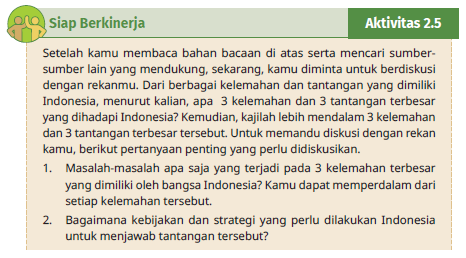 Siap Berkinerja
Aktivitas 2.5
Setelah kamu membaca bahan bacaan di atas serta mencari sumber-
sumber lain yang mendukung, sekarang, kamu diminta untuk berdiskusi
dengan rekanmu. Dari berbagai kelemahan dan tantangan yang dimiliki
Indonesia, menurut kalian, apa 3 kelemahan dan 3 tantangan terbesar
yang dihadapi Indonesia? Kemudian, kajilah lebih mendalam 3 kelemahan
dan 3 tantangan terbesar tersebut. Untuk memandu diskusi dengan rekan
kamu, berikut pertanyaan penting yang perlu didiskusikan.
1. Masalah-masalah apa saja yang terjadi pada 3 kelemahan terbesar
yang dimiliki oleh bangsa Indonesia? Kamu dapat memperdalam dari
setiap kelemahan tersebut.
2. Bagaimana kebijakan dan strategi yang perlu dilakukan Indonesia
untuk menjawab tantangan tersebut?